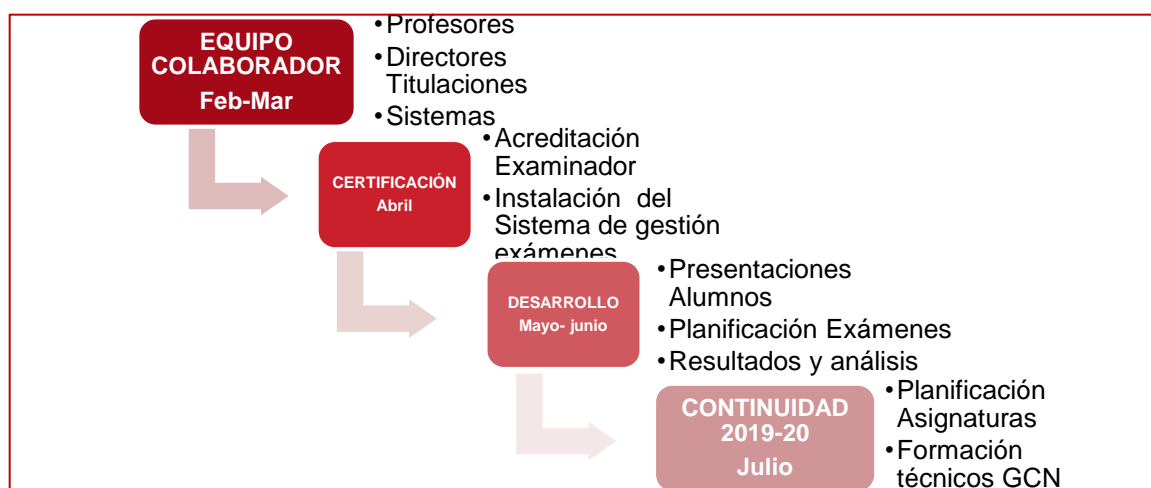 EQUIPO
COLABORADOR
Feb-Mar
•Profesores
•Directores
Titulaciones
•Sistemas
CERTIFICACIÓN
Abril
•Acreditación
Examinador
•Instalación del
Sistema de gestión
exámenes
DESARROLLO
Mayo- junio
•Presentaciones
Alumnos
•Planificación Exámenes
•Resultados y análisis
CONTINUIDAD
2019-20
Julio
•Planificación
Asignaturas
•Formación
técnicos GCN